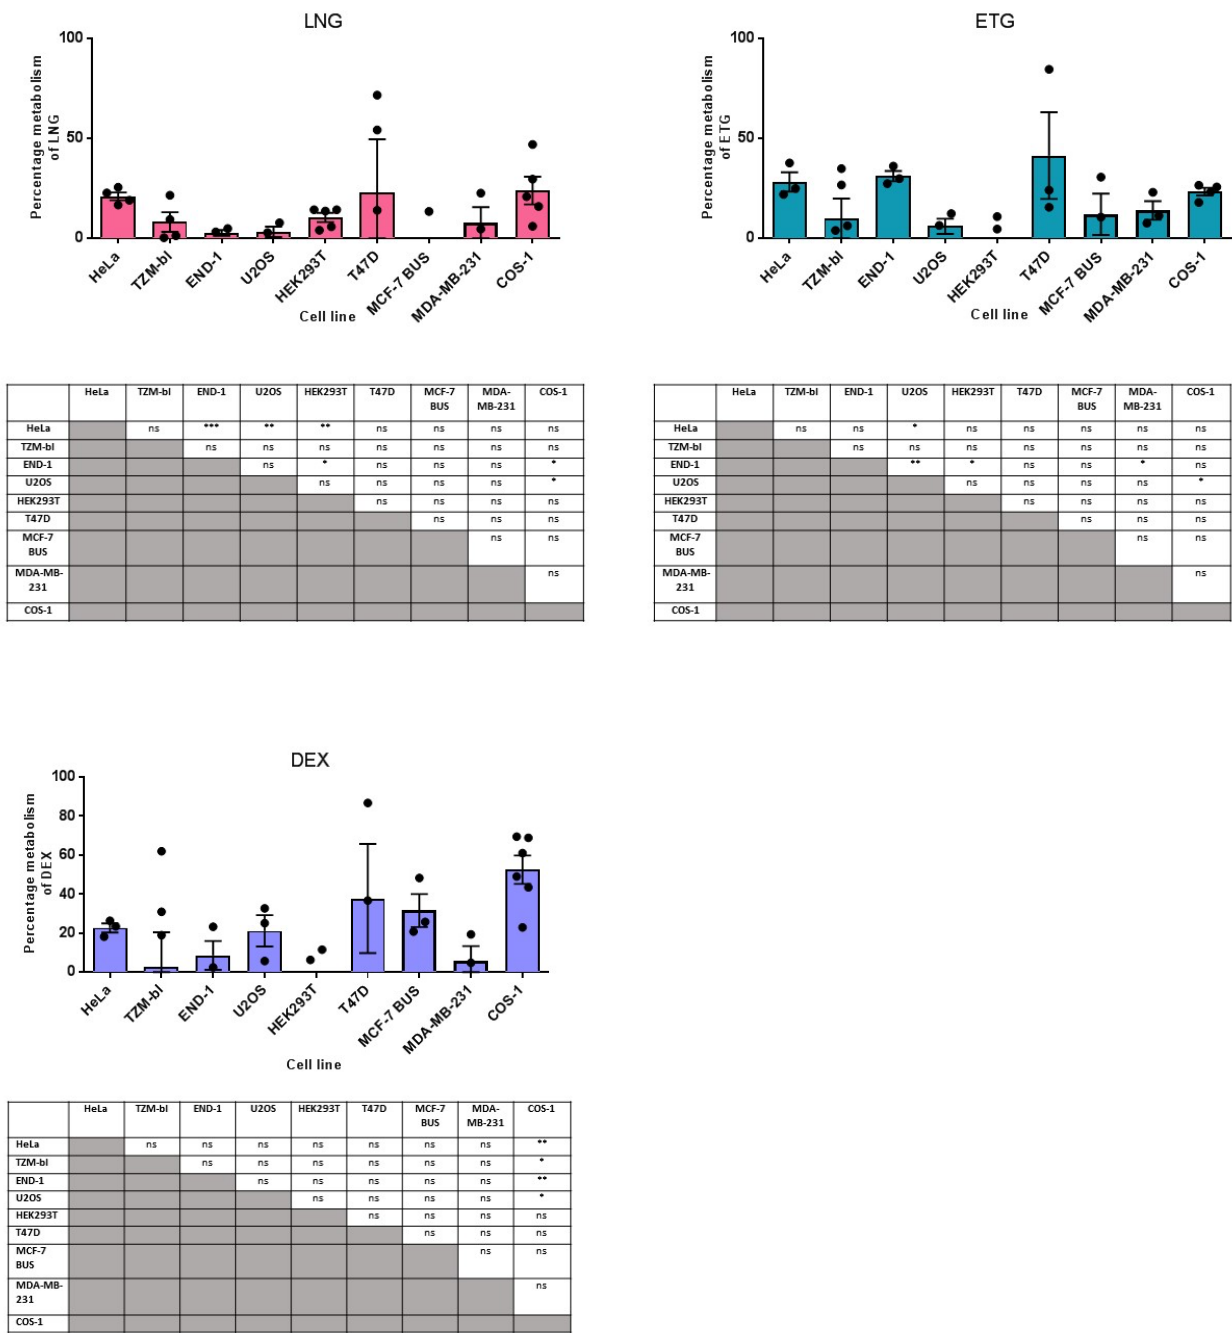 LNG
100
50
0
Percentage metabolism
of LNG
HeLa
TZM-bl
END-1
U2OS
HEK293T
T47D
MCF-7 BUS
MDA-MB-231
COS-1
Cell line
ETG
100
50
0
Percentage metabolism
of ETG
HeLa
TZM-bl
END-1
U2OS
HEK293T
T47D
MCF-7 BUS
MDA-MB-231
COS-1
Cell line
HeLa TZM-bl END-1 U2OS HEK293T T47D MCF-7 BUS MDA-MB-231 COS-1
HeLa ns *** ** ** ns ns ns ns
TZM-bl ns ns ns ns ns ns ns
END-1 ns * ns ns ns *
U2OS ns ns ns ns *
HEK293T ns ns ns ns
T47D ns ns ns
MCF-7 BUS ns ns
MDA-MB-231 ns
COS-1
HeLa TZM-bl END-1 U2OS HEK293T T47D MCF-7 BUS MDA-MB-231 COS-1
HeLa ns ns * ns ns ns ns ns
TZM-bl ns ns ns ns ns ns ns
END-1 ** * ns ns * ns
U2OS ns ns ns ns *
HEK293T ns ns ns ns
T47D ns ns ns
MCF-7 BUS ns ns
MDA-MB-231 ns
COS-1
DEX
100
80
60
40
20
0
Percentage metabolism
of DEX
HeLa
TZM-bl
END-1
U2OS
HEK293T
T47D
MCF-7 BUS
MDA-MB-231
COS-1
Cell line
HeLa TZM-bl END-1 U2OS HEK293T T47D MCF-7 BUS MDA-MB-231 COS-1
HeLa ns ns ns ns ns ns ns **
TZM-bl ns ns ns ns ns ns *
END-1 ns ns ns ns ns **
U2OS ns ns ns ns *
HEK293T ns ns ns ns
T47D ns ns ns
MCF-7 BUS ns ns
MDA-MB-231 ns
COS-1